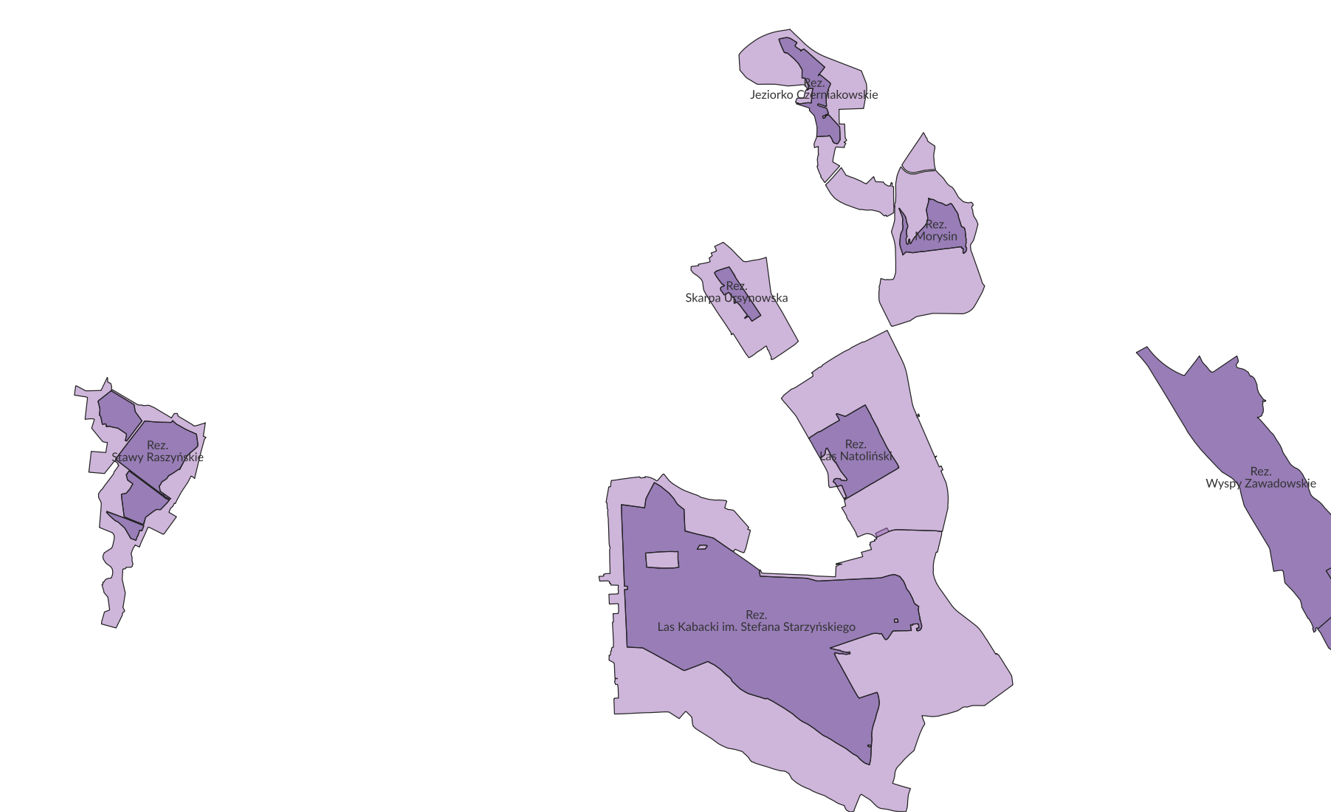 Rez.
Jeziorko Czerniakowskie
Rez.
Morysin
Rez.
Skarpa Ursynowska
Rez.
Stawy Raszyńskie
Rez.
Las Natoliński
Rez.
Wyspy Zawadowskie
Rez.
Las Kabacki im. Stefana Starzyńskiego